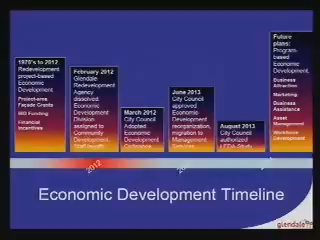 1970's to 2012
Redevelopment
project-based
Economic
Development
Project-area
Façade Grants
BID Funding
Financial
Incentives
February 2012
Glendale
Redevelopment
Agency
dissolved.
Economic
Development
Division
assigned to
Community
Development.
March 2012
City Council
Adopted
Economic
Development
June 2013
City Council
approved
Economic
Development
reorganization,
migration to
Management
Services
August 2013
City Council
authorized
Future
plans:
Program-
based
Economic
Development.
Business
Attraction
Marketing
Business
Assistance
Asset
Management
Workforce
Development
2012
Economic Development Timeline
glendale